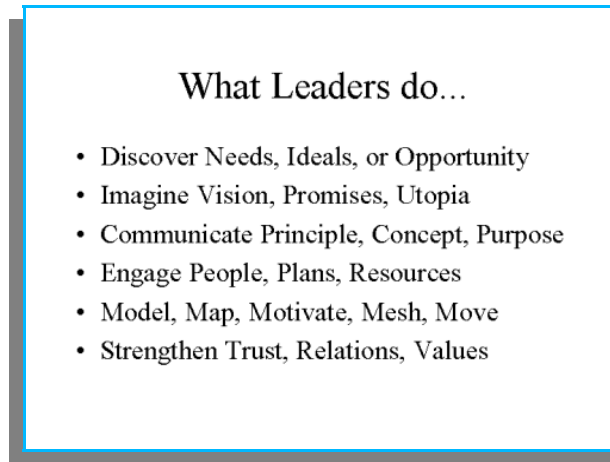 What Leaders do...
• Discover Needs, Ideals, or Opportunity
• Imagine Vision, Promises, Utopia
• Communicate Principle, Concept, Purpose
• Engage People, Plans, Resources
• Model, Map, Motivate, Mesh, Move
• Strengthen Trust, Relations, Values